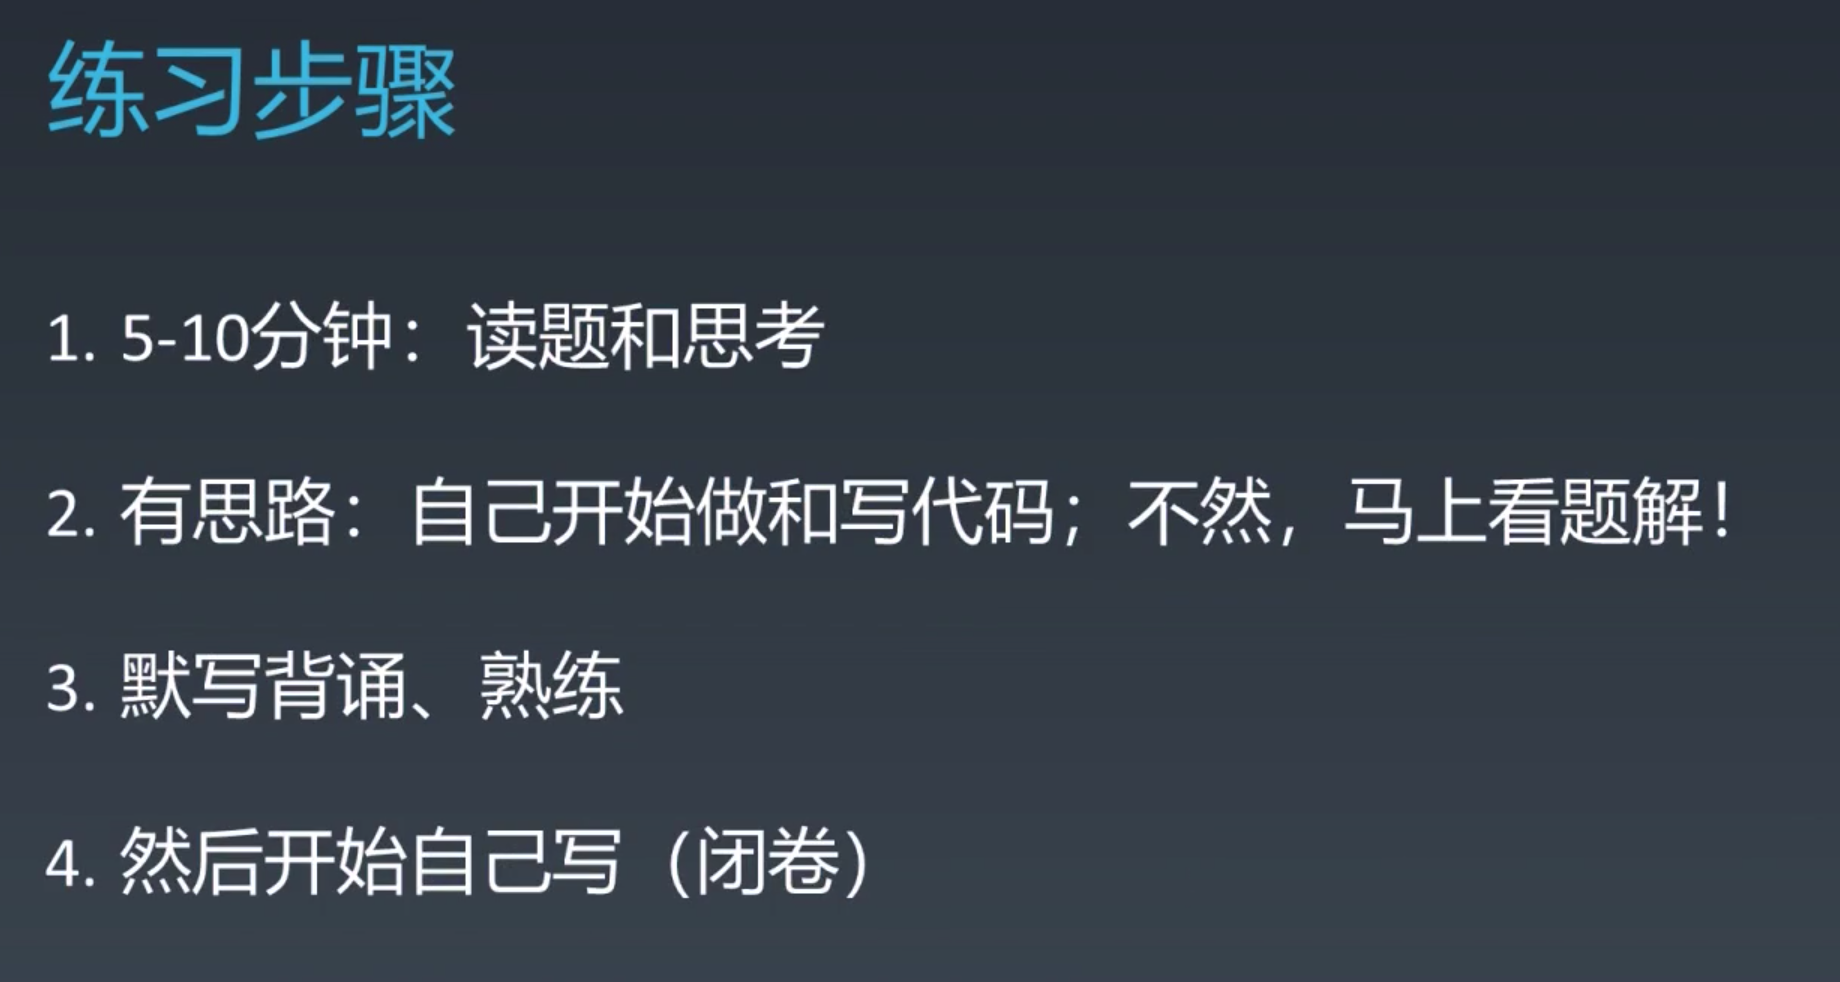 练习步骤
1. 5-10分钟：读题和思考
2. 有思路：自己开始做和写代码；不然，马上看题解！
3. 默写背诵、熟练
4. 然后开始自己写（闭卷）